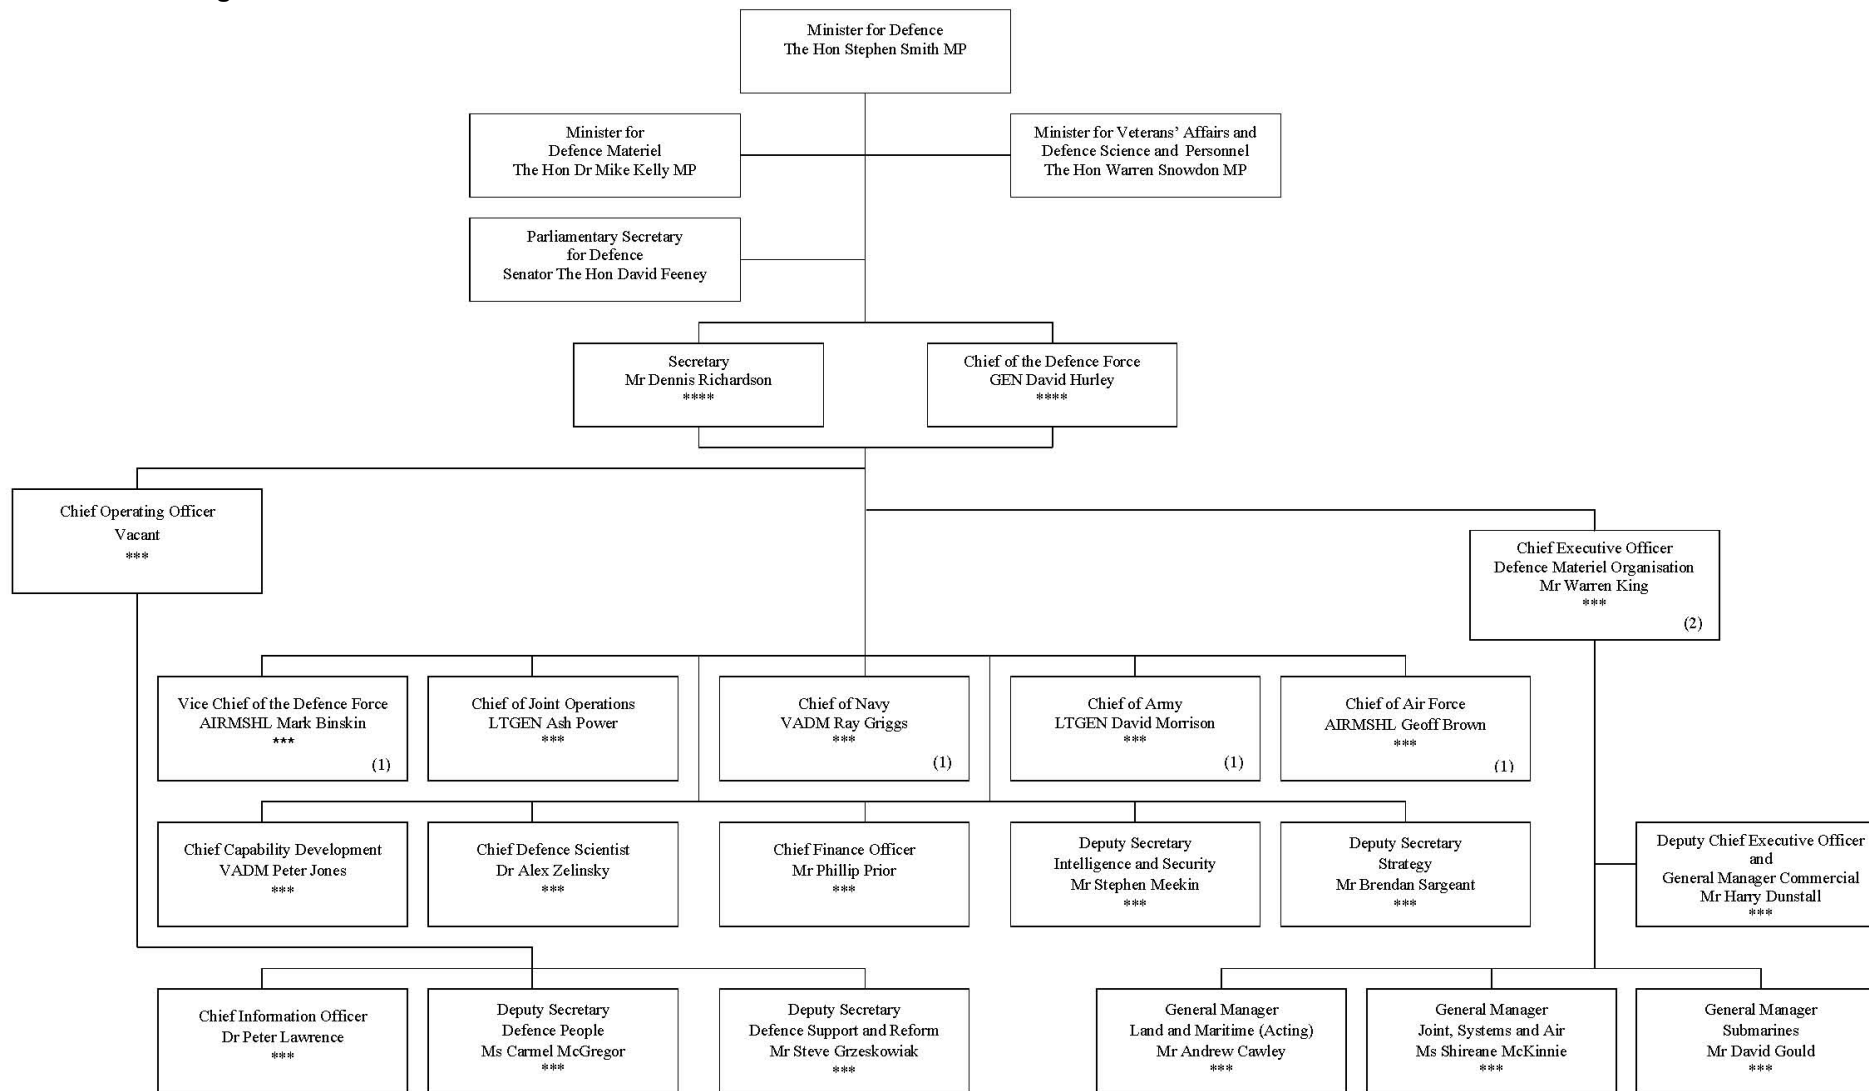 Minister for Defence
The Hon Stephen Smith MP
Minister for
Defence Materiel
The Hon Dr Mike Kelly MP
Minister for Veterans' Affairs and
Defence Science and Personnel
The Hon Warren Snowdon MP
Parliamentary Secretary
for Defence
Senator The Hon David Feeney
Secretary
Mr Dennis Richardson
****
Chief of the Defence Force
GEN David Hurley
****
Chief Operating Officer
Vacant
***
Chief Executive Officer
Defence Materiel Organisation
Mr Warren King
***
(2)
Vice Chief of the Defence Force
AIRMSHL Mark Binskin
***
(1)
Chief of Joint Operations
LTGEN Ash Power
***
Chief of Navy
VADM Ray Griggs
***
(1)
Chief of Army
LTGEN David Morrison
***
(1)
Chief of Air Force
AIRMSHL Geoff Brown
***
(1)
Chief Capability Development
VADM Peter Jones
***
Chief Defence Scientist
Dr Alex Zelinsky
***
Chief Finance Officer
Mr Phillip Prior
***
Deputy Secretary
Intelligence and Security
Mr Stephen Meekin
***
Deputy Secretary
Strategy
Mr Brendan Sargeant
***
Deputy Chief Executive Officer
and
General Manager Commercial
Mr Harry Dunstall
***
Chief Information Officer
Dr Peter Lawrence
***
Deputy Secretary
Defence People
Ms Carmel McGregor
***
Deputy Secretary
Defence Support and Reform
Mr Steve Grzeskowiak
***
General Manager
Land and Maritime (Acting)
Mr Andrew Cawley
***
General Manager
Joint, Systems and Air
Ms Shireane McKinnie
***
General Manager
Submarines
Mr David Gould
***